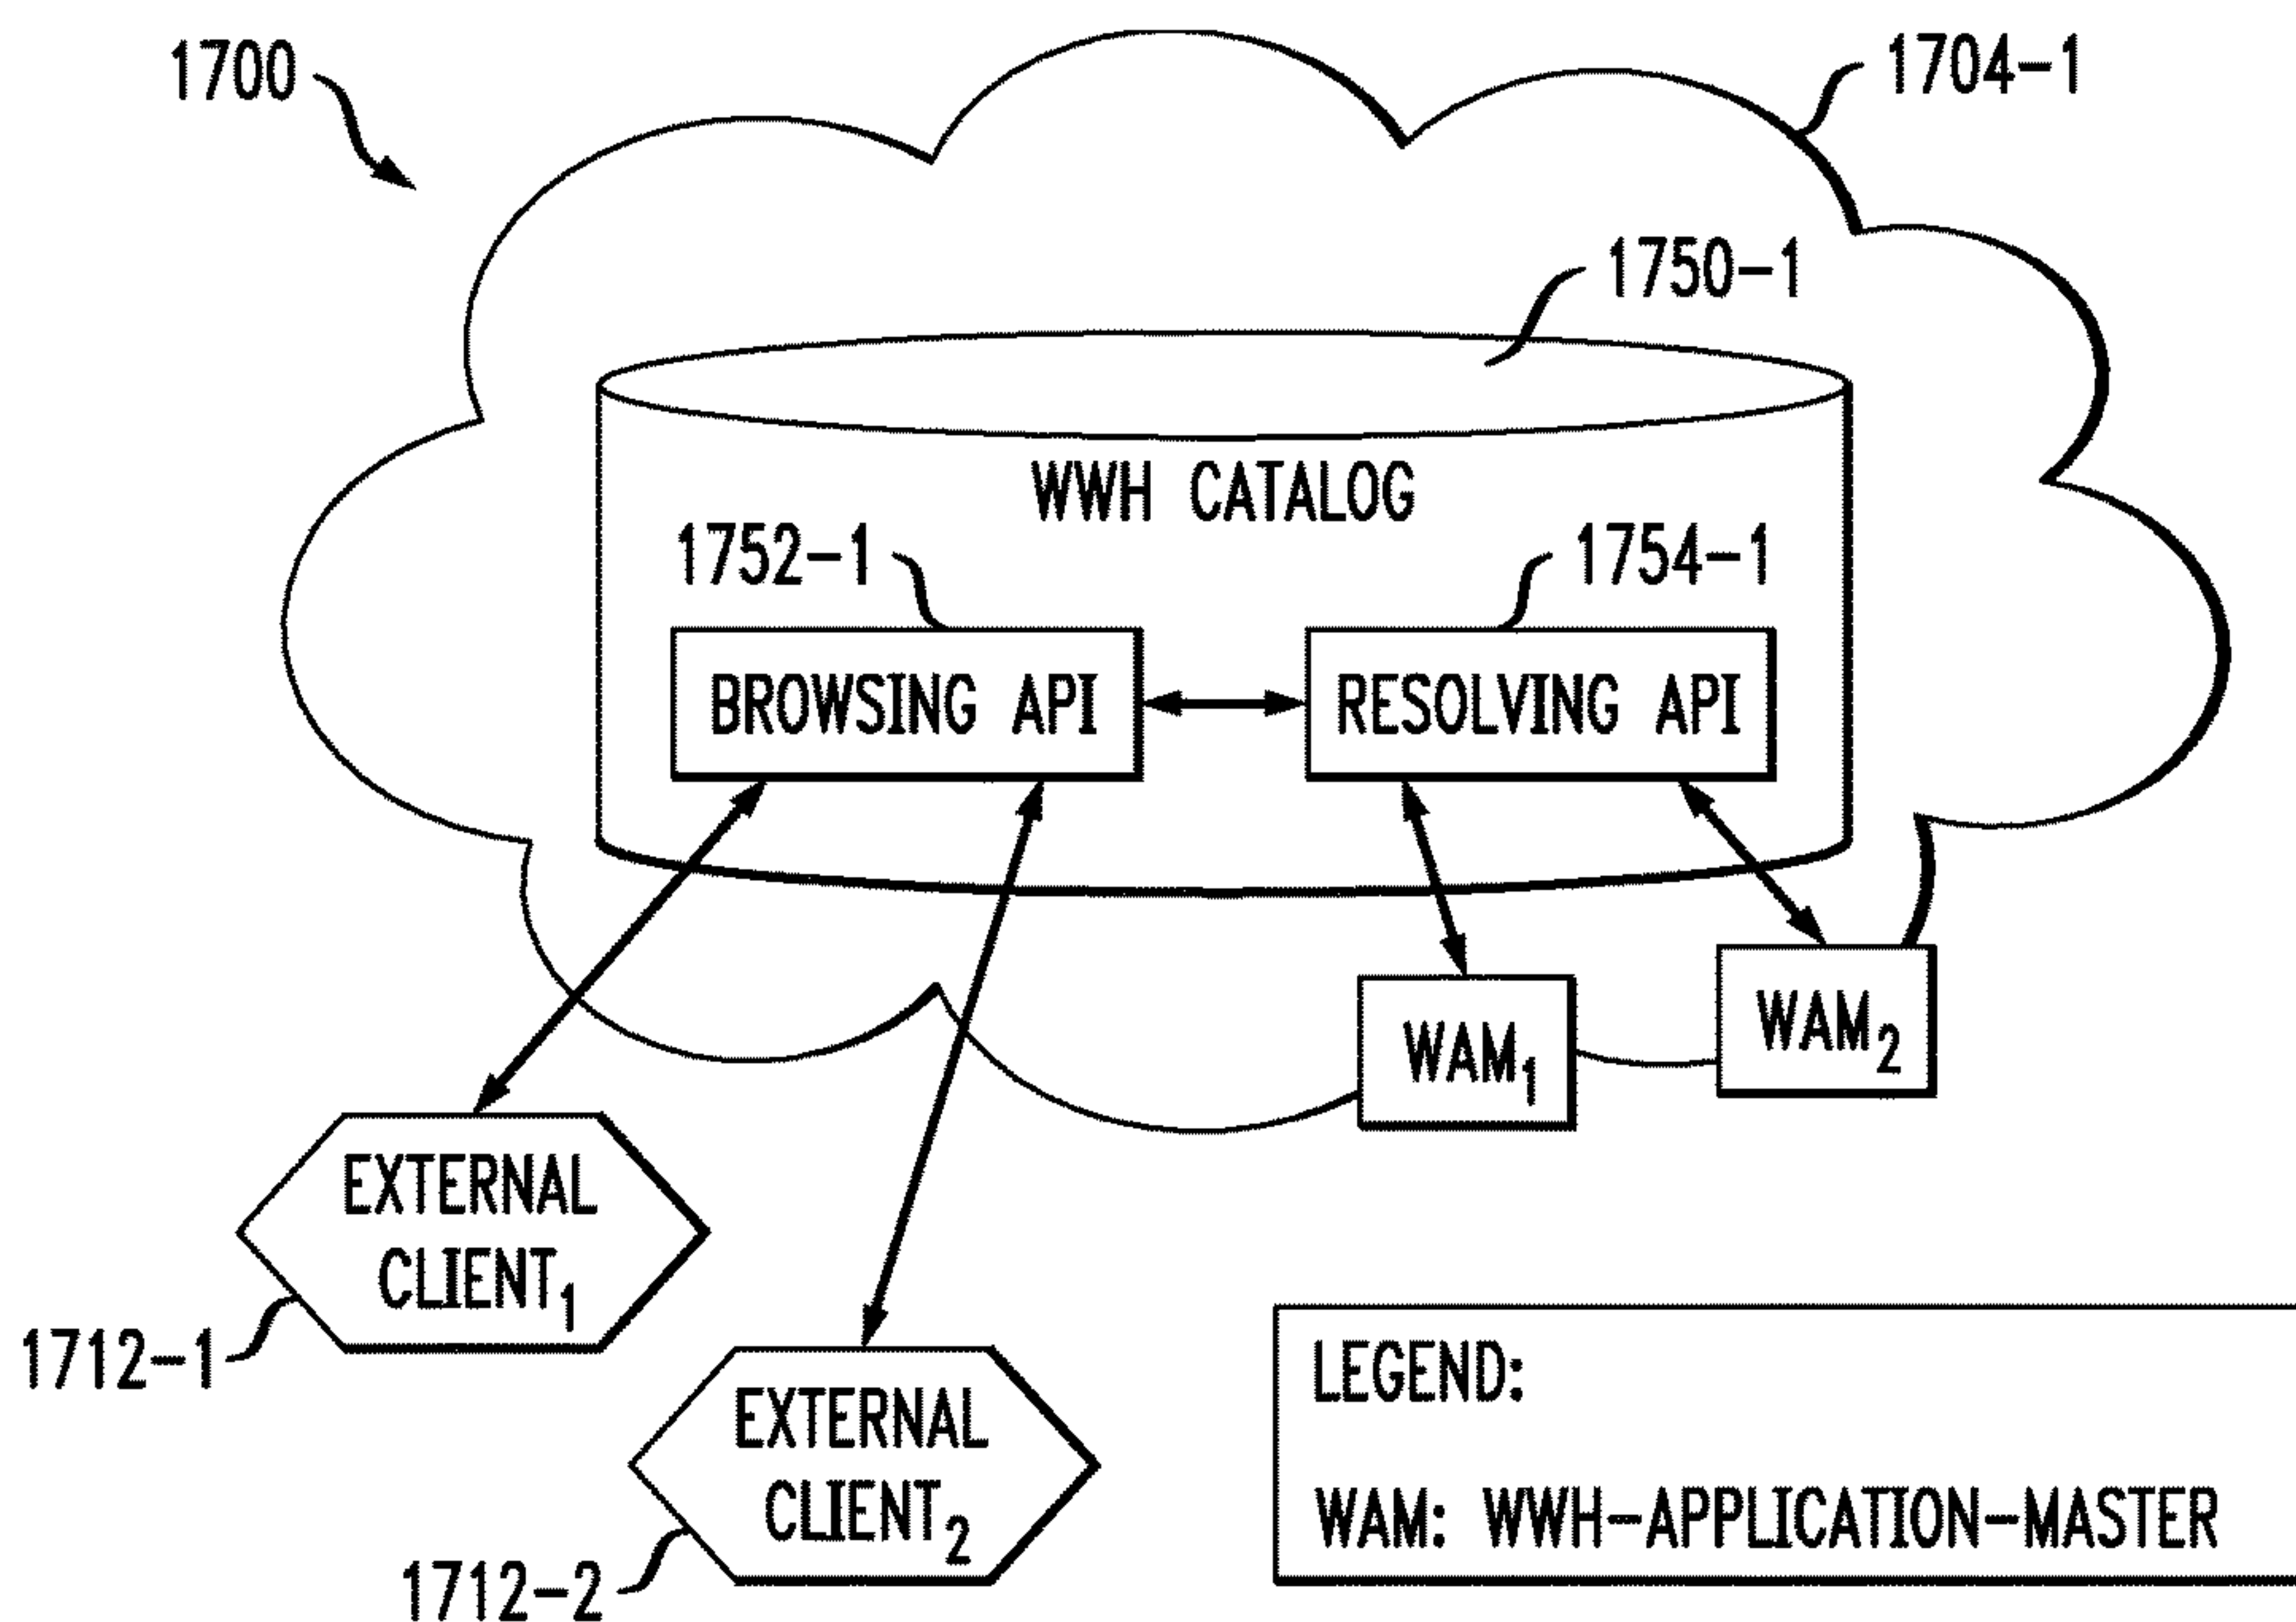 1700
1704-1
1750-1
WWH CATALOG
1752-1
1754-1
BROWSING API
RESOLVING API
WAM1
WAM2
EXTERNAL
CLIENT1
1712-1
EXTERNAL
CLIENT2
1712-2
LEGEND:
WAM: WWH-APPLICATION-MASTER